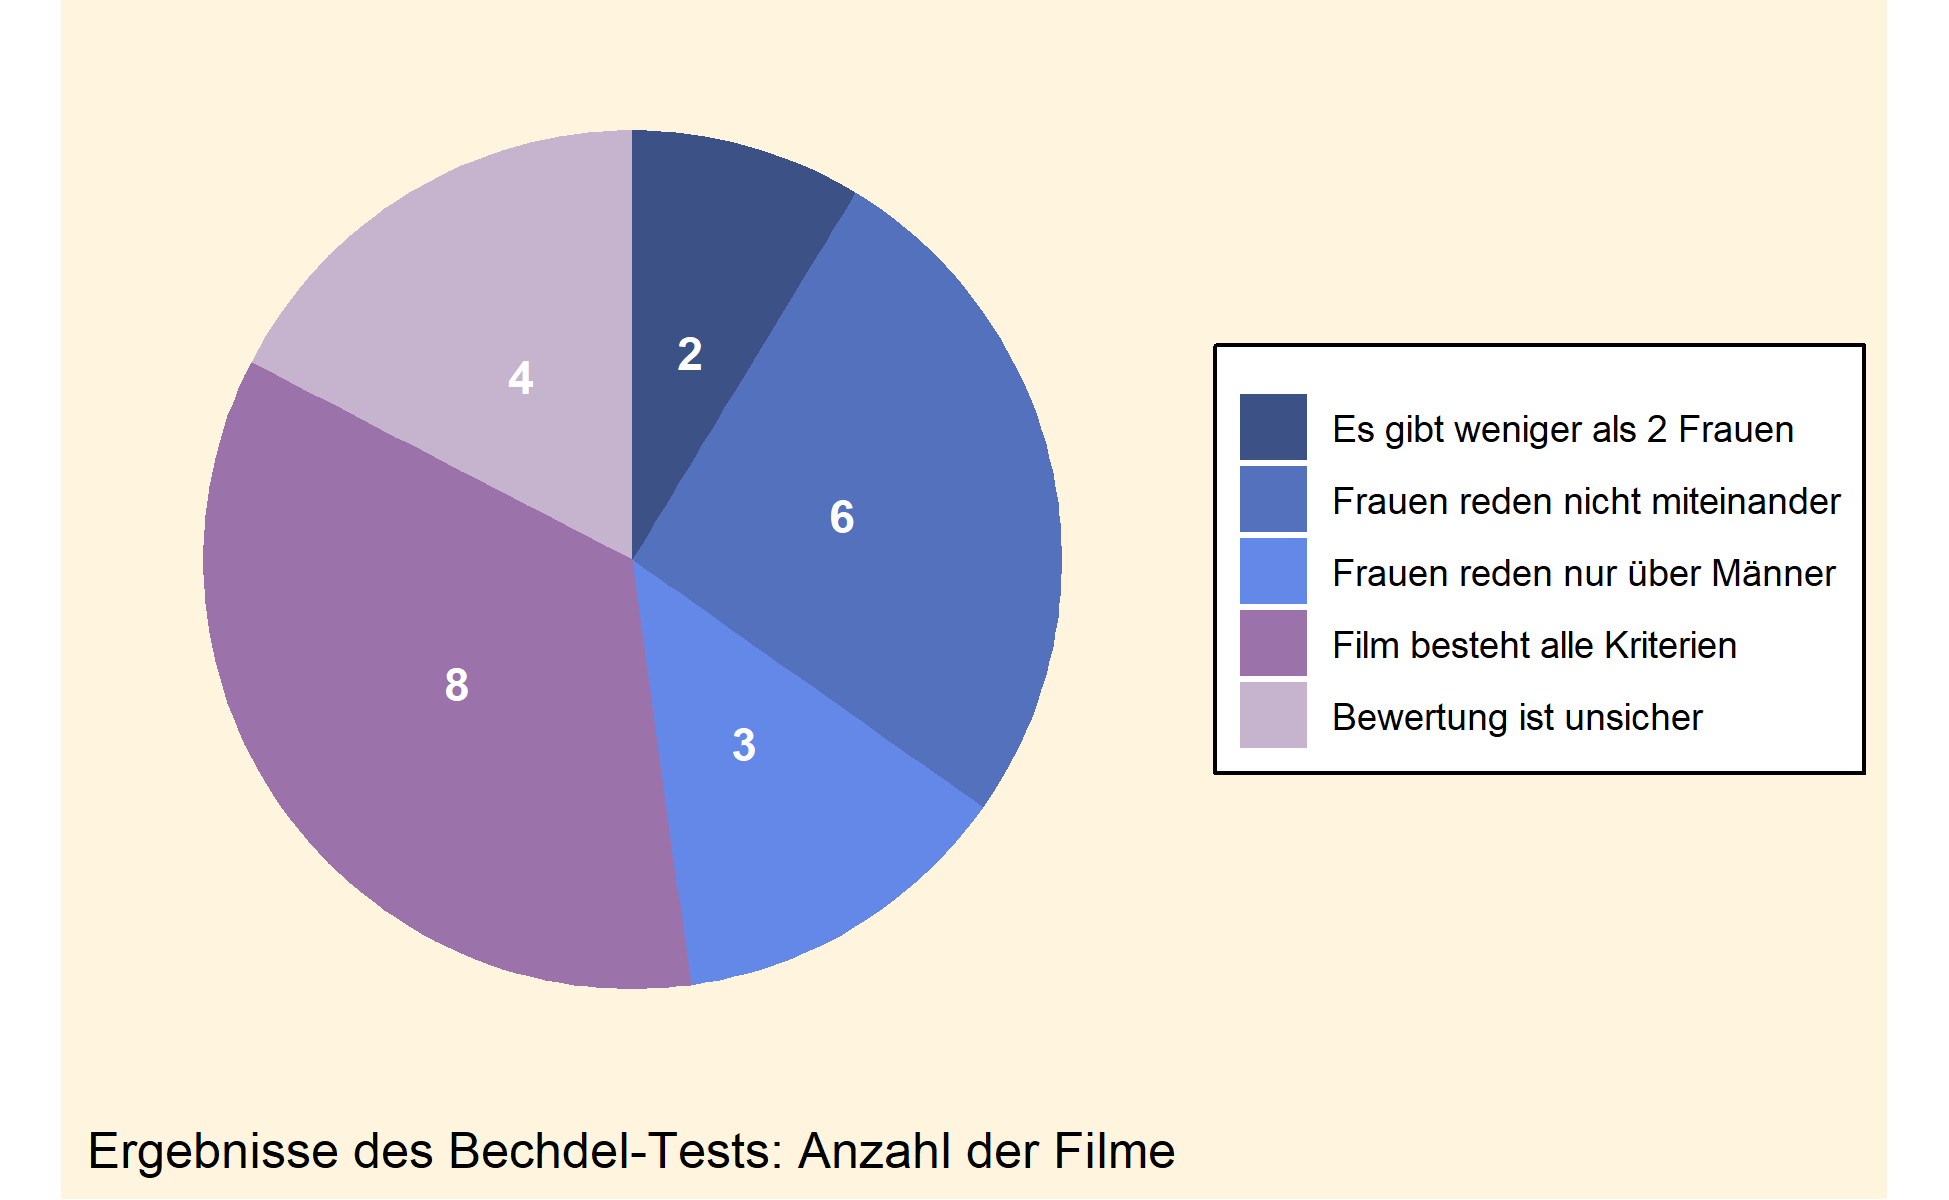 2
4
6
8
3
Es gibt weniger als 2 Frauen
Frauen reden nicht miteinander
Frauen reden nur über Männer
Film besteht alle Kriterien
Bewertung ist unsicher
Ergebnisse des Bechdel-Tests: Anzahl der Filme